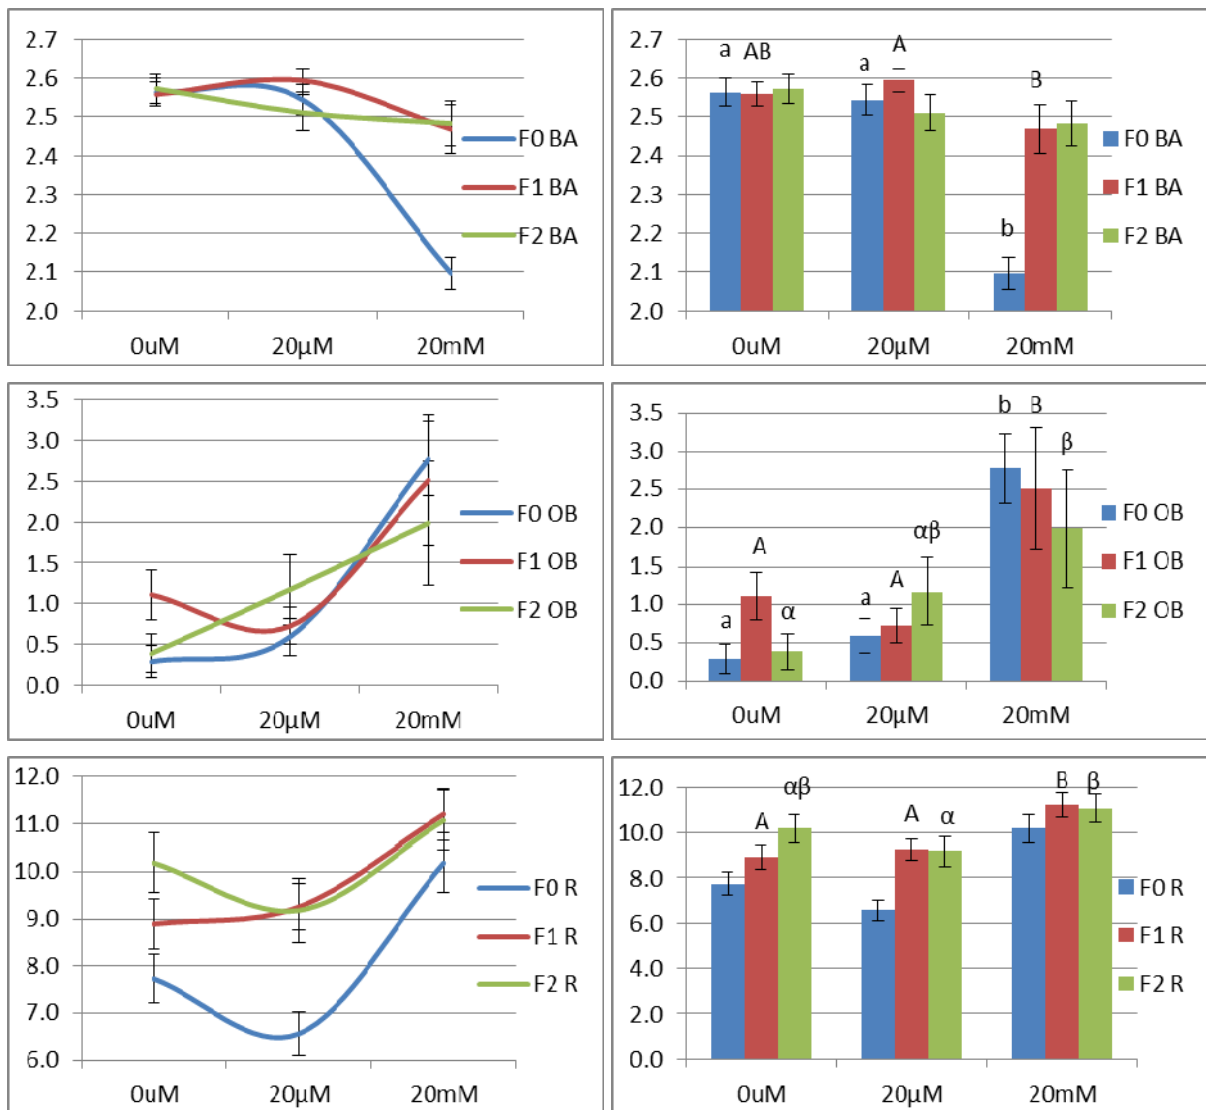 2.7
2.6
2.5
2.4
2.3
2.2
2.1
2.0
0uM 20µM 20mM
F0 BA
F1 BA
F2 BA
2.7
2.6
2.5
2.4
2.3
2.2
2.1
2.0
a AB
a A
b B
0uM 20µM 20mM
F0 BA
F1 BA
F2 BA
3.5
3.0
2.5
2.0
1.5
1.0
0.5
0.0
0uM 20µM 20mM
F0 OB
F1 OB
F2 OB
3.5
3.0
2.5
2.0
1.5
1.0
0.5
0.0
a A α
a A αβ
b B β
0uM 20µM 20mM
F0 OB
F1 OB
F2 OB
12.0
11.0
10.0
9.0
8.0
7.0
6.0
0uM 20µM 20mM
F0 R
F1 R
F2 R
12.0
10.0
8.0
6.0
4.0
2.0
0.0
A αβ
A α
B β
0uM 20µM 20mM
F0 R
F1 R
F2 R